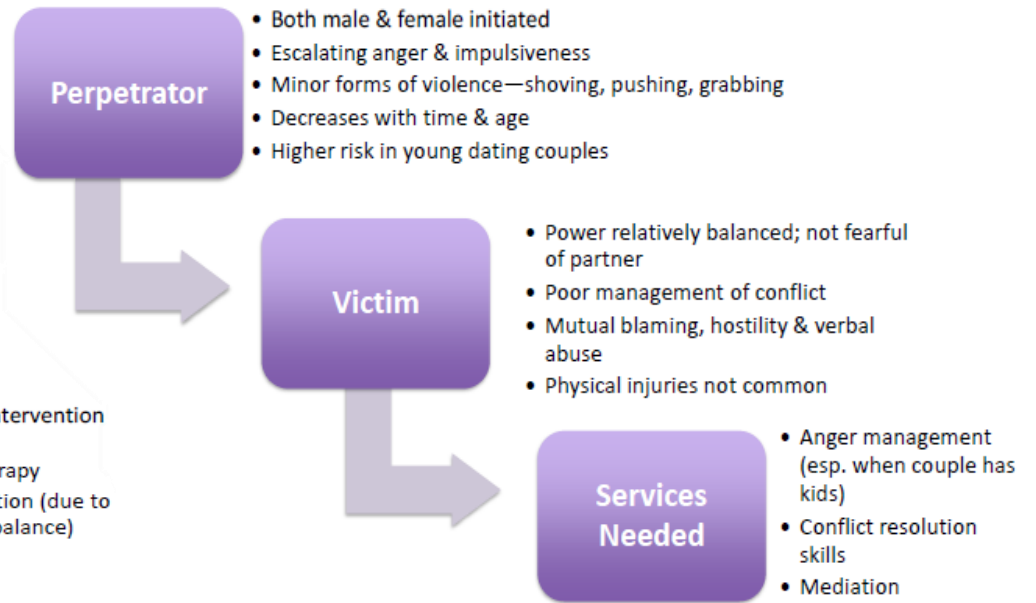 Perpetrator
• Both male & female initiated
• Escalating anger & impulsiveness
• Minor forms of violence—shoving, pushing, grabbing
• Decreases with time & age
• Higher risk in young dating couples
Victim
• Power relatively balanced; not fearful
of partner
• Poor management of conflict
• Mutual blaming, hostility & verbal
abuse
• Physical injuries not common
Services
Needed
• Anger management
(esp. when couple has
kids)
• Conflict resolution
skills
• Mediation
(due to